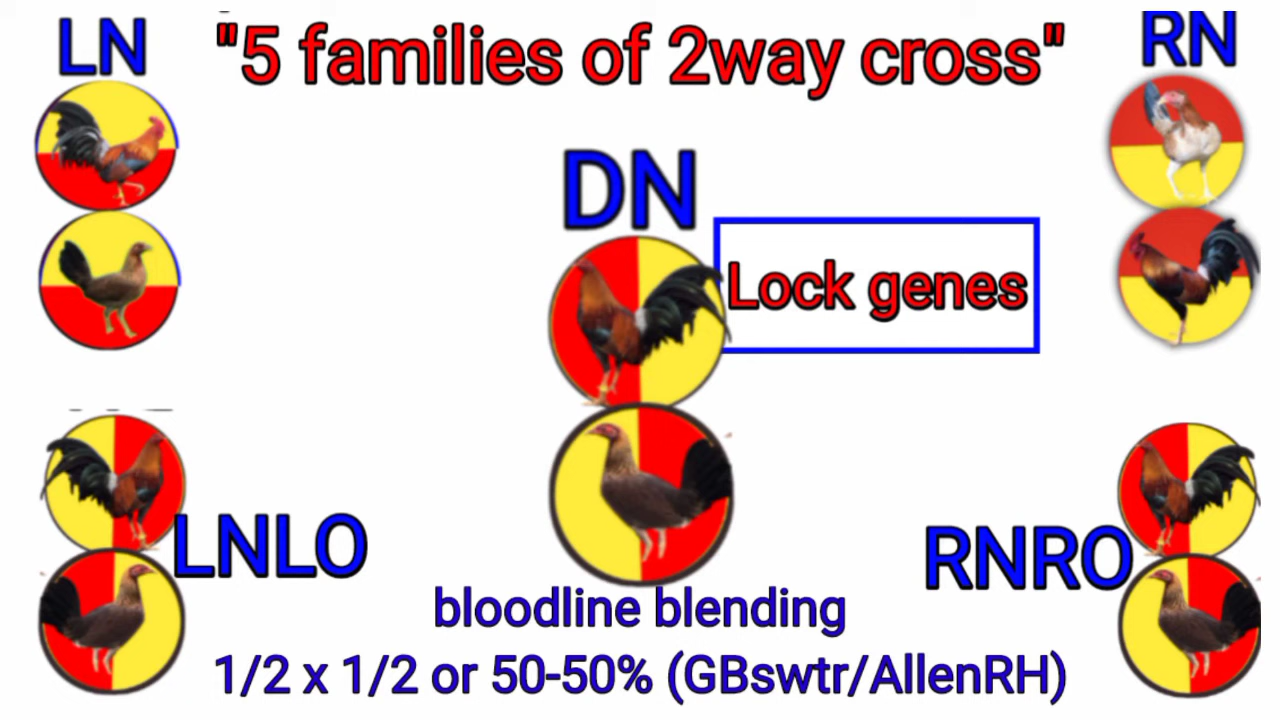 LN
"5 families of 2way cross"
RN
DN
Lock genes
LNLO
RNRO
bloodline blending
1/2 x 1/2 or 50-50% (GBswtr/AllenRH)